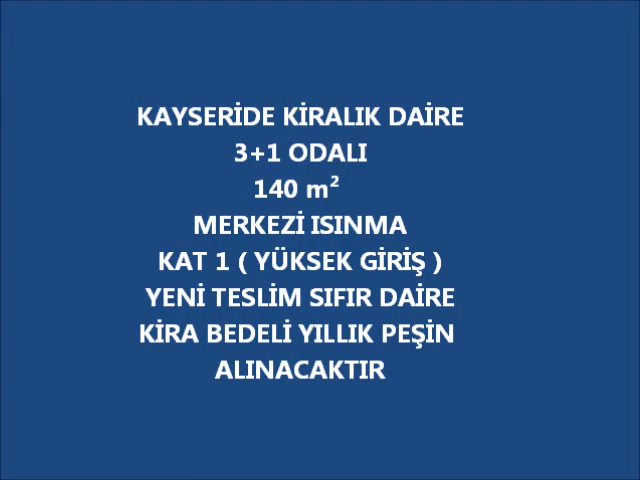 KAYSERİDE KİRALIK DAİRE
3+1 ODALI
140 m²
MERKEZİ ISINMA
KAT 1 ( YÜKSEK GİRİŞ )
YENİ TESLİM SIFIR DAİRE
KİRA BEDELİ YILLIK PEŞİN
ALINACAKTIR